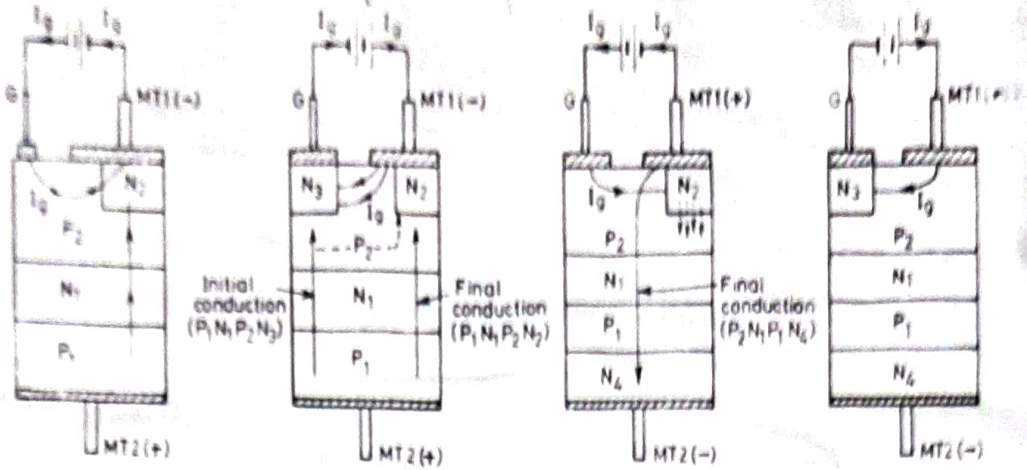 Ig Ig
G MT1(-)
N2
Ig
P2
N1
P1
MT2(+)
Ig Ig
G MT1(-)
N3 N2
Ig
P2
Initial
conduction
(P1N1P2N3)
N1
Final
conduction
(P1N1P2N2)
P1
MT2(+)
Ig Ig
G MT1(+)
N2
Ig
P2
N1
Final
conduction
(P2N1P1N4)
P1
N4
MT2(-)
Ig
G MT1(
N3
Ig
P2
N1
P1
N4
MT2(-)